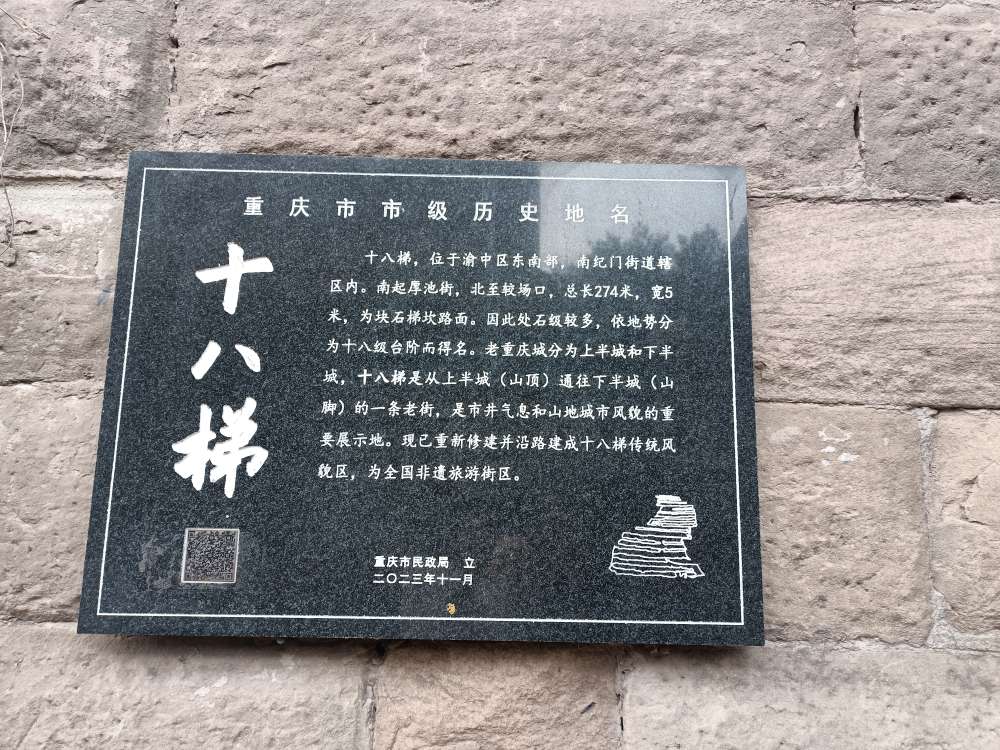 重庆市市级历史地名
十八梯
十八梯，位于渝中区东南部，南纪门街道辖
区内。南起厚池街，北至较场口，总长274米，宽5
米，为块石梯坎路面。因此处石级较多，依地势分
为十八级台阶而得名。老重庆城分为上半城和下半
城，十八梯是从上半城（山顶）通往下半城（山
脚）的一条老街，是市井气息和山地城市风貌的重
要展示地。现已重新修建并沿路建成十八梯传统风
貌区，为全国非遗旅游街区。
重庆市民政局 立
二〇二三年十一月